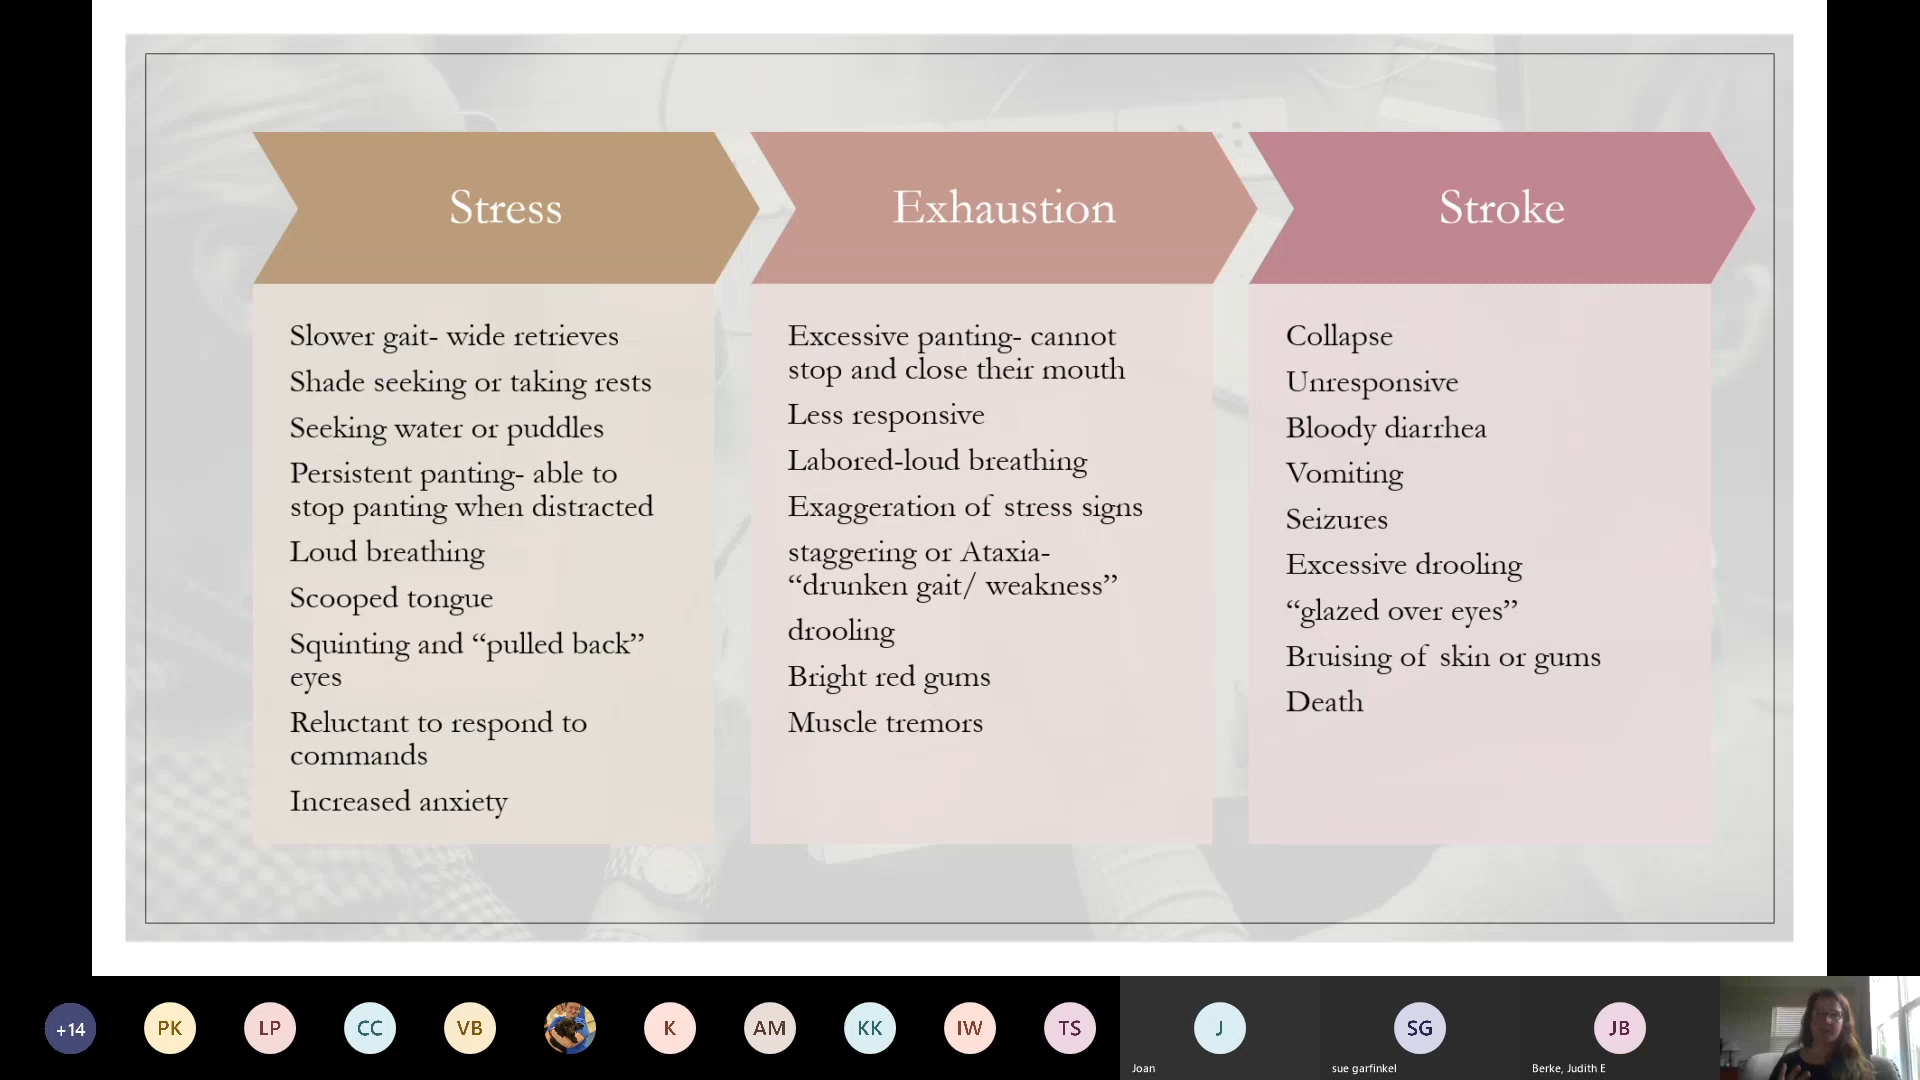 Stress
Slower gait- wide retrieves
Shade seeking or taking rests
Seeking water or puddles
Persistent panting- able to
stop panting when distracted
Loud breathing
Scooped tongue
Squinting and “pulled back”
eyes
Reluctant to respond to
commands
Increased anxiety
Exhaustion
Excessive panting- cannot
stop and close their mouth
Less responsive
Labored-loud breathing
Exaggeration of stress signs
staggering or Ataxia-
“drunken gait/ weakness”
drooling
Bright red gums
Muscle tremors
Stroke
Collapse
Unresponsive
Bloody diarrhea
Vomiting
Seizures
Excessive drooling
“glazed over eyes”
Bruising of skin or gums
Death
+14
PK
LP
CC
VB
K
AM
KK
IW
TS
J
Joan
SG
sue garfinkel
JB
Berke, Judith E